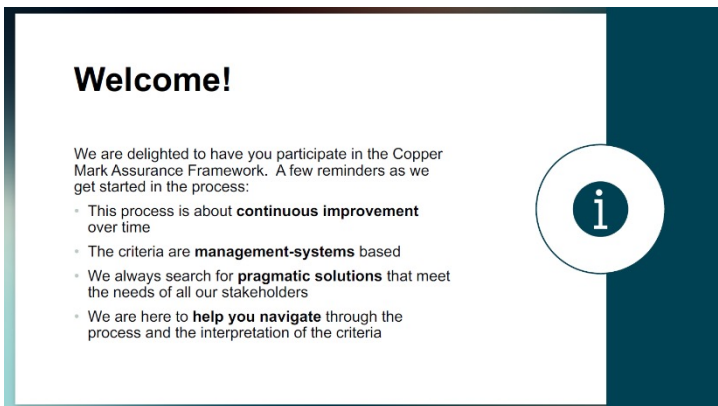 Welcome!
We are delighted to have you participate in the Copper
Mark Assurance Framework.  A few reminders as we
get started in the process:
• This process is about continuous improvement
over time
• The criteria are management-systems based
• We always search for pragmatic solutions that meet
the needs of all our stakeholders
• We are here to help you navigate through the
process and the interpretation of the criteria
i